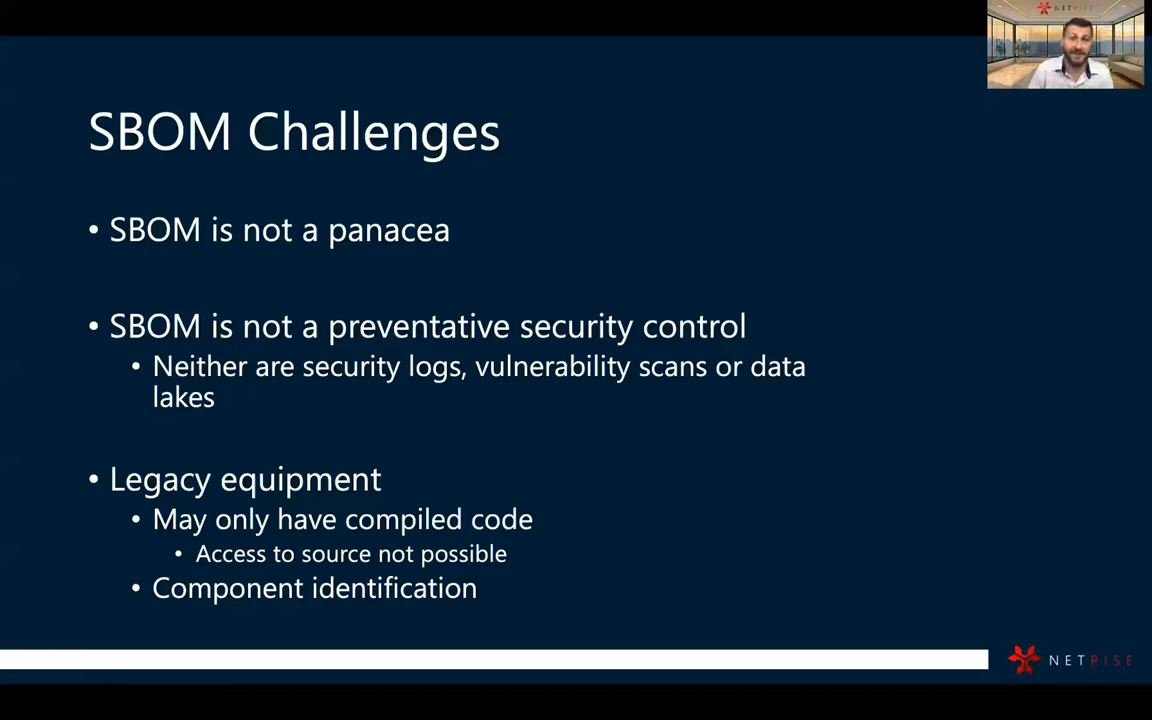 NETRISE
SBOM Challenges
• SBOM is not a panacea
• SBOM is not a preventative security control
• Neither are security logs, vulnerability scans or data
lakes
• Legacy equipment
• May only have compiled code
• Access to source not possible
• Component identification
NETRISE